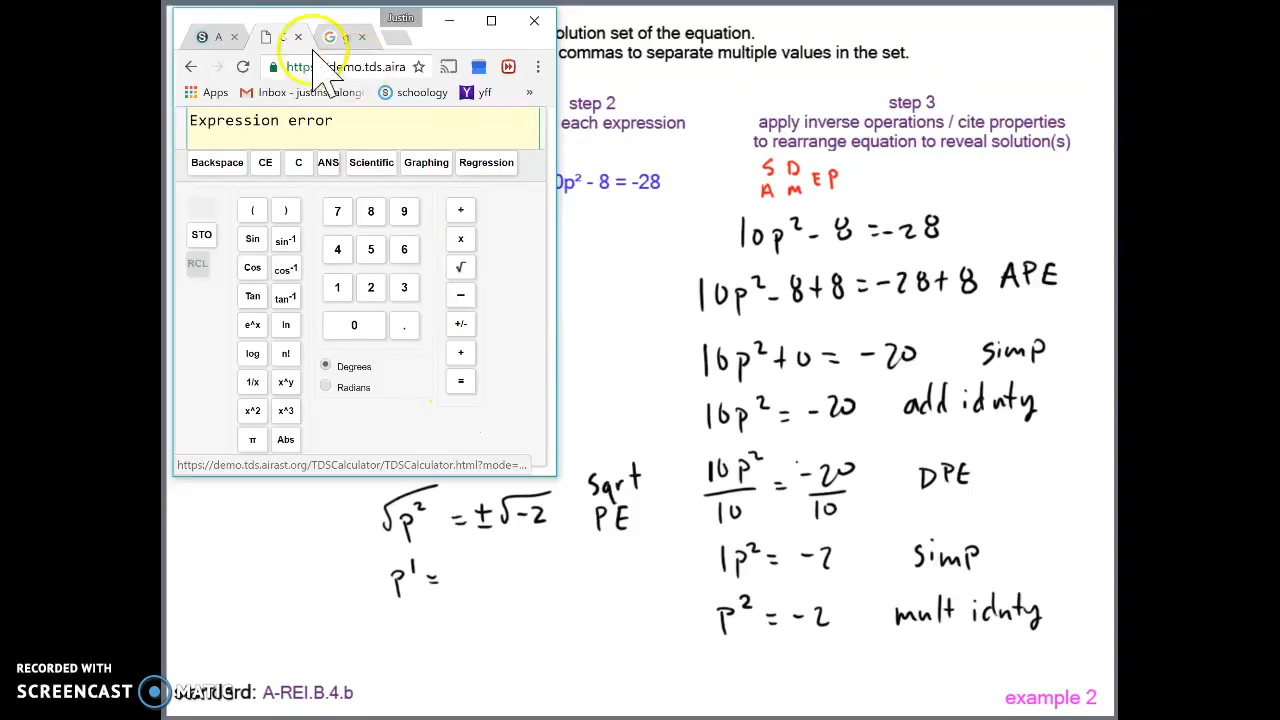 Justin
A
C
g
https://demo.tds.aira
Apps
Inbox - justins.along
schoology
yff
»
Expression error
Backspace CE C ANS Scientific Graphing Regression
STO
RCL
( )
Sin sin⁻¹
Cos cos⁻¹
Tan tan⁻¹
e^x ln
log n!
1/x x^y
x^2 x^3
π Abs
7 8 9
4 5 6
1 2 3
0 .
Degrees
Radians
÷
x
√
−
+/-
+
=
https://demo.tds.airast.org/TDSCalculator/TDSCalculator.html?mode=...
olution set of the equation.
commas to separate multiple values in the set.
step 2
each expression
0p² - 8 = -28
step 3
apply inverse operations / cite properties
to rearrange equation to reveal solution(s)
S D
A M E P
10p² - 8 = -28
10p² - 8 + 8 = -28 + 8 APE
10p² + 0 = -20 simp
10p² = -20 add idnty
10p²/10 = -20/10 DPE
1p² = -2 simp
p² = -2 mult idnty
√p² = ±√-2 Sqrt PE
p¹ =
RECORDED WITH
SCREENCAST MATIC
A-REI.B.4.b
example 2